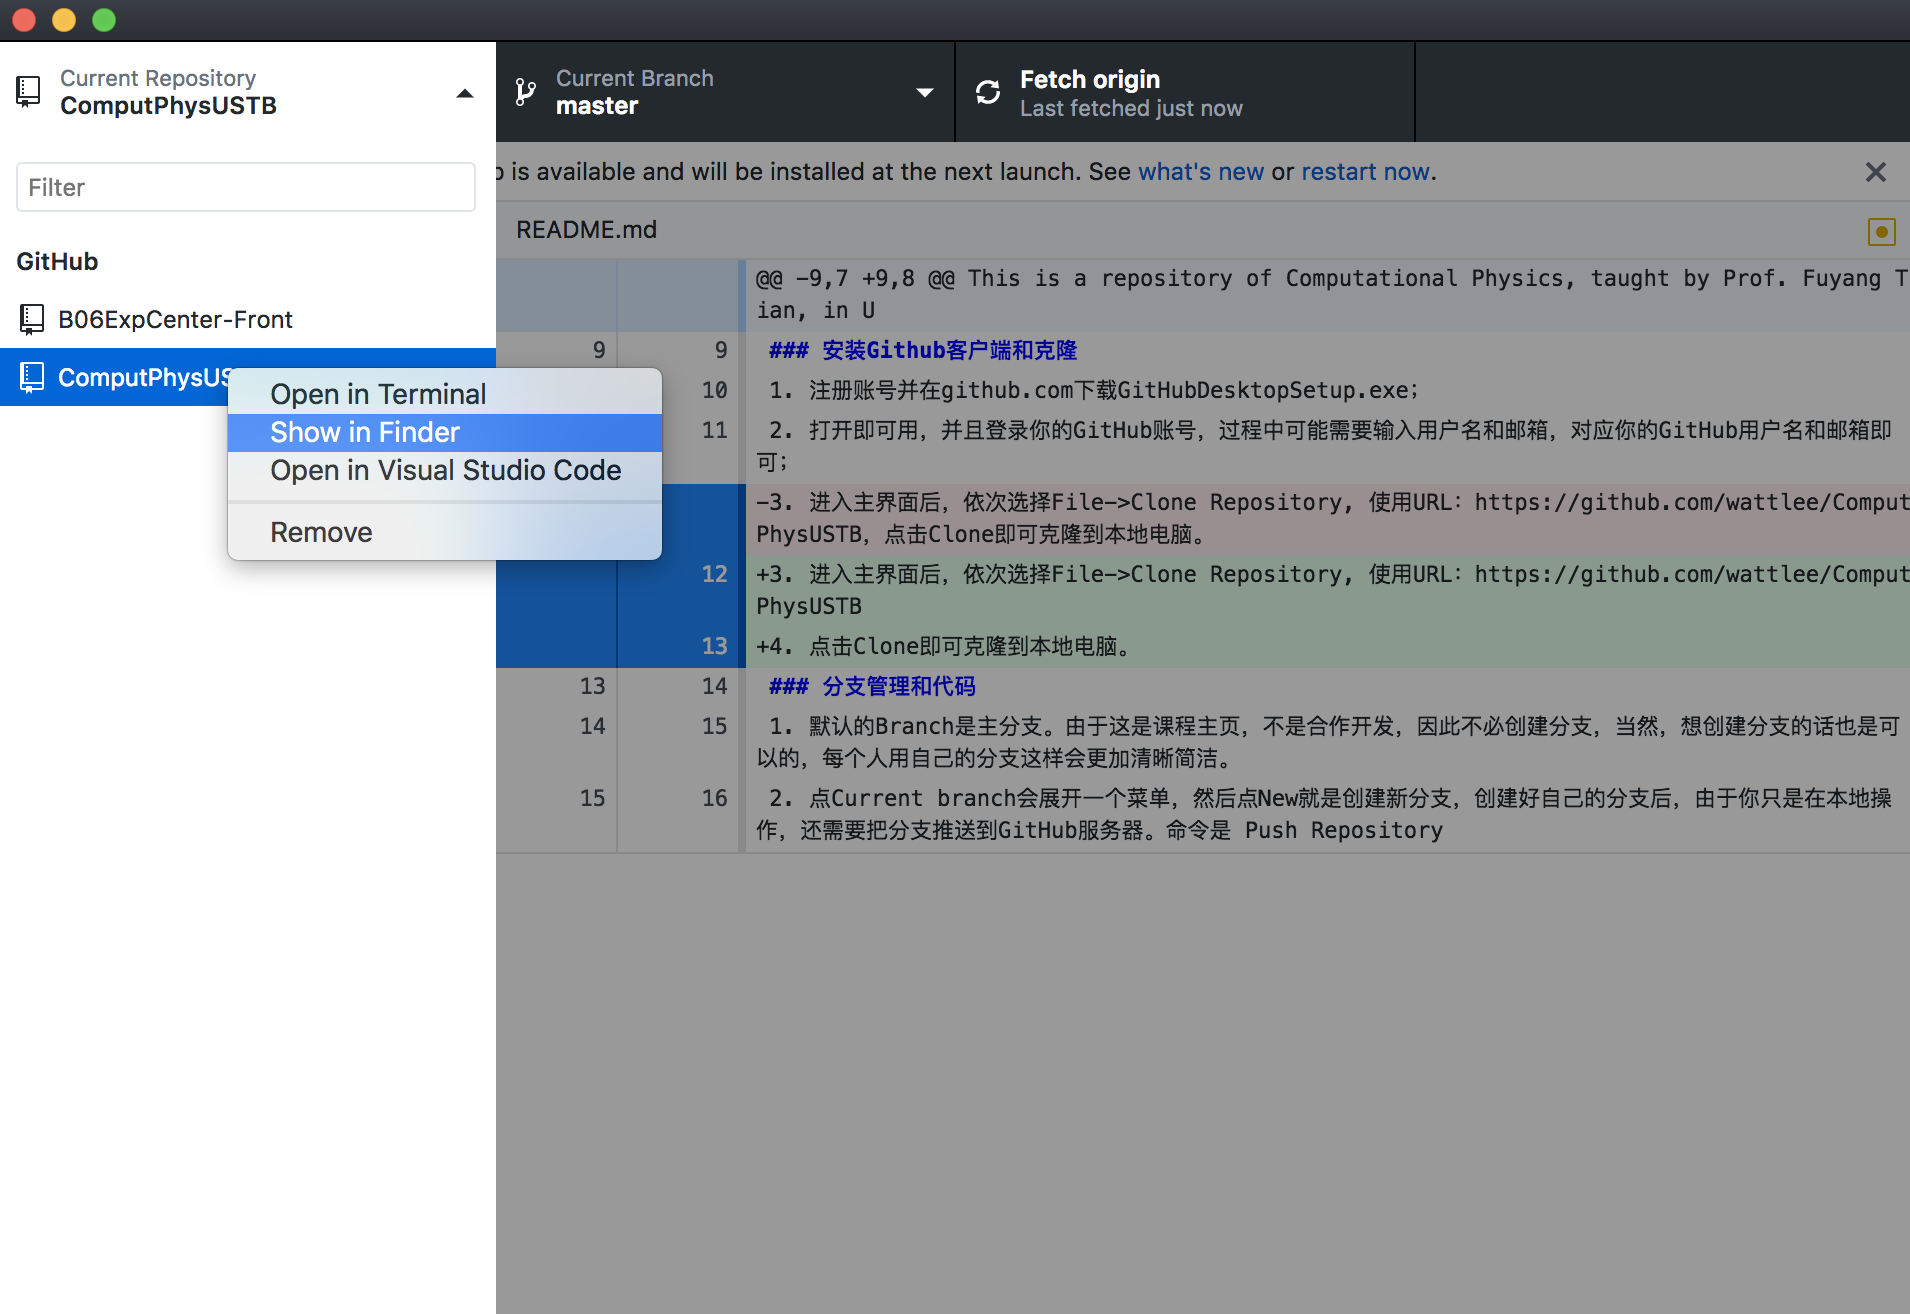 Current Repository
ComputPhysUSTB
Current Branch
master
Fetch origin
Last fetched just now
Filter
GitHub
B06ExpCenter-Front
ComputPhysUS
Open in Terminal
Show in Finder
Open in Visual Studio Code
Remove
is available and will be installed at the next launch. See what's new or restart now.
README.md
@@ -9,7 +9,8 @@ This is a repository of Computational Physics, taught by Prof. Fuyang T
ian, in U
9 9 ### 安装Github客户端和克隆
10 1. 注册账号并在github.com下载GitHubDesktopSetup.exe;
11 2. 打开即可用，并且登录你的GitHub账号，过程中可能需要输入用户名和邮箱，对应你的GitHub用户名和邮箱即
可；
-3. 进入主界面后，依次选择File->Clone Repository, 使用URL：https://github.com/wattlee/Comput
PhysUSTB，点击Clone即可克隆到本地电脑。
12 +3. 进入主界面后，依次选择File->Clone Repository, 使用URL：https://github.com/wattlee/Comput
PhysUSTB
13 +4. 点击Clone即可克隆到本地电脑。
13 14 ### 分支管理和代码
14 15 1. 默认的Branch是主分支。由于这是课程主页，不是合作开发，因此不必创建分支，当然，想创建分支的话也是可
以的，每个人用自己的分支这样会更加清晰简洁。
15 16 2. 点Current branch会展开一个菜单，然后点New就是创建新分支，创建好自己的分支后，由于你只是在本地操
作，还需要把分支推送到GitHub服务器。命令是 Push Repository